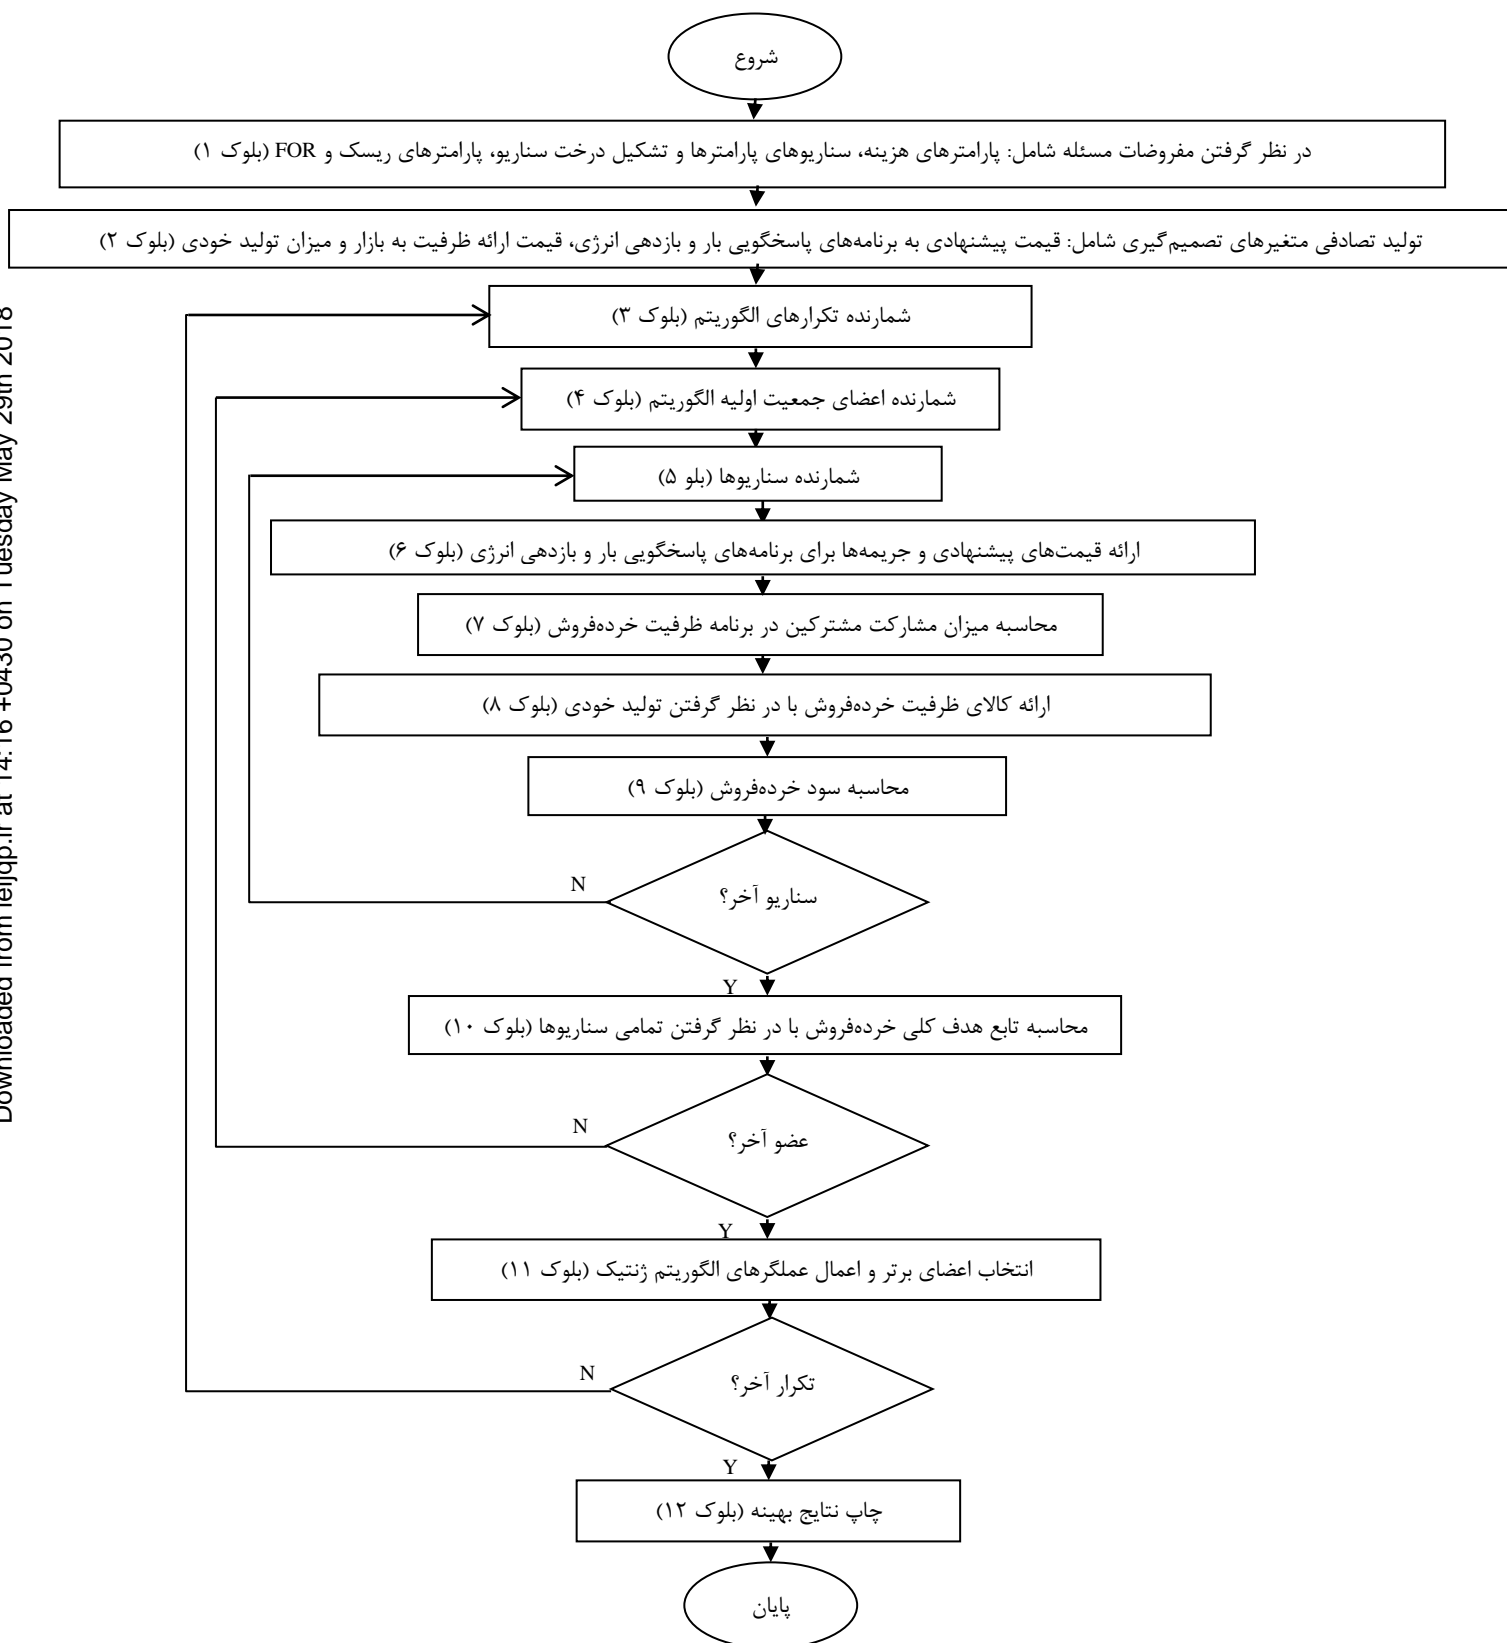 شروع
در نظر گرفتن مفروضات مسئله شامل: پارامترهای هزینه، سناریوهای پارامترها و تشکیل درخت سناریو، پارامترهای ریسک و FOR (بلوک ۱)
تولید تصادفی متغیرهای تصمیم‌گیری شامل: قیمت پیشنهادی به برنامه‌های پاسخگویی بار و بازدهی انرژی، قیمت ارائه ظرفیت به بازار و میزان تولید خودی (بلوک ۲)
شمارنده تکرارهای الگوریتم (بلوک ۳)
شمارنده اعضای جمعیت اولیه الگوریتم (بلوک ۴)
شمارنده سناریوها (بلو ۵)
ارائه قیمت‌های پیشنهادی و جریمه‌ها برای برنامه‌های پاسخگویی بار و بازدهی انرژی (بلوک ۶)
محاسبه میزان مشارکت مشترکین در برنامه ظرفیت خرده‌فروش (بلوک ۷)
ارائه کالای ظرفیت خرده‌فروش با در نظر گرفتن تولید خودی (بلوک ۸)
محاسبه سود خرده‌فروش (بلوک ۹)
سناریو آخر؟
N
Y
محاسبه تابع هدف کلی خرده‌فروش با در نظر گرفتن تمامی سناریوها (بلوک ۱۰)
عضو آخر؟
N
Y
انتخاب اعضای برتر و اعمال عملگرهای الگوریتم ژنتیک (بلوک ۱۱)
تکرار آخر؟
N
Y
چاپ نتایج بهینه (بلوک ۱۲)
پایان
Downloaded from ieijqp.ir at 14:16 +0430 on Tuesday May 29th 2018